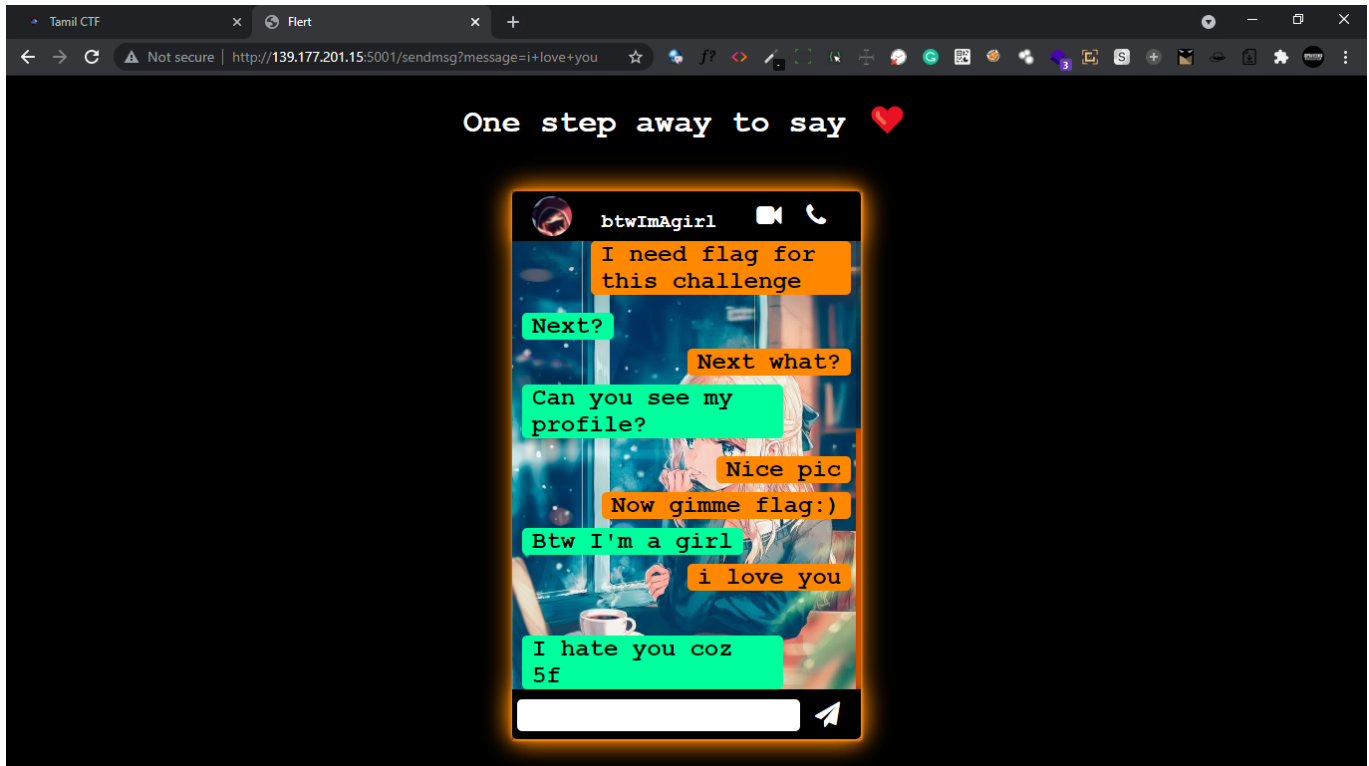 Tamil CTF
Flert
Not secure | http://139.177.201.15:5001/sendmsg?message=i+love+you
f?
S
3
One step away to say ❤️
btwImAgirl
I need flag for
this challenge
Next?
Next what?
Can you see my
profile?
Nice pic
Now gimme flag:)
Btw I'm a girl
i love you
I hate you coz
5f